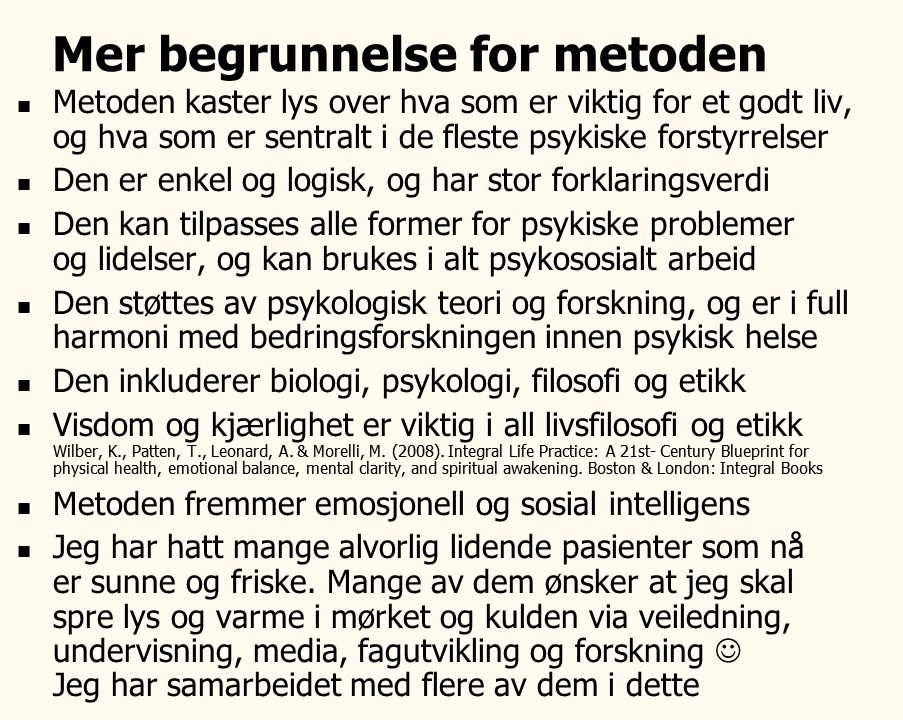 Mer begrunnelse for metoden
▪ Metoden kaster lys over hva som er viktig for et godt liv,
og hva som er sentralt i de fleste psykiske forstyrrelser
▪ Den er enkel og logisk, og har stor forklaringsverdi
▪ Den kan tilpasses alle former for psykiske problemer
og lidelser, og kan brukes i alt psykososialt arbeid
▪ Den støttes av psykologisk teori og forskning, og er i full
harmoni med bedringsforskningen innen psykisk helse
▪ Den inkluderer biologi, psykologi, filosofi og etikk
▪ Visdom og kjærlighet er viktig i all livsfilosofi og etikk
Wilber, K., Patten, T., Leonard, A. & Morelli, M. (2008). Integral Life Practice: A 21st- Century Blueprint for
physical health, emotional balance, mental clarity, and spiritual awakening. Boston & London: Integral Books
▪ Metoden fremmer emosjonell og sosial intelligens
▪ Jeg har hatt mange alvorlig lidende pasienter som nå
er sunne og friske. Mange av dem ønsker at jeg skal
spre lys og varme i mørket og kulden via veiledning,
undervisning, media, fagutvikling og forskning ☺
Jeg har samarbeidet med flere av dem i dette